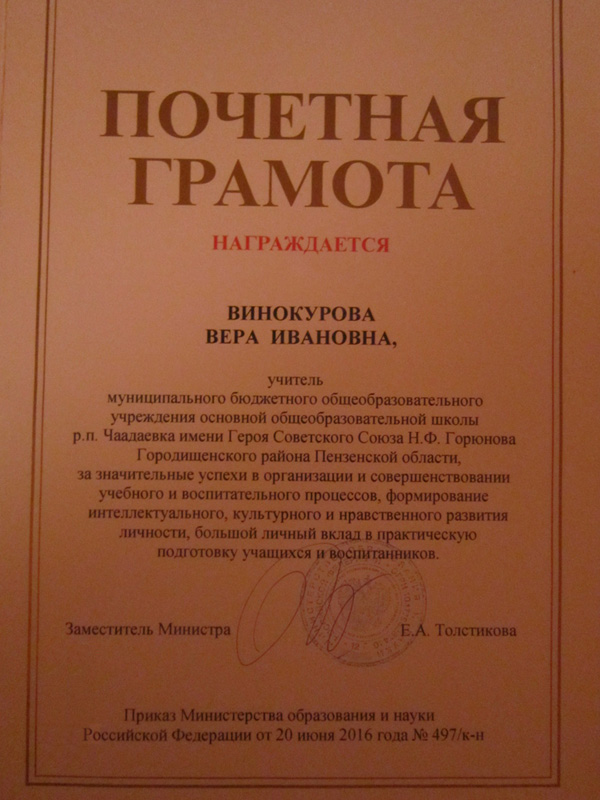 ПОЧЕТНАЯ
ГРАМОТА
НАГРАЖДАЕТСЯ
ВИНОКУРОВА
ВЕРА ИВАНОВНА,
учитель
муниципального бюджетного общеобразовательного
учреждения основной общеобразовательной школы
р.п. Чаадаевка имени Героя Советского Союза Н.Ф. Горюнова
Городищенского района Пензенской области,
за значительные успехи в организации и совершенствовании
учебного и воспитательного процессов, формирование
интеллектуального, культурного и нравственного развития
личности, большой личный вклад в практическую
подготовку учащихся и воспитанников.
Заместитель Министра Е.А. Толстикова
Приказ Министерства образования и науки
Российской Федерации от 20 июня 2016 года № 497/к-н